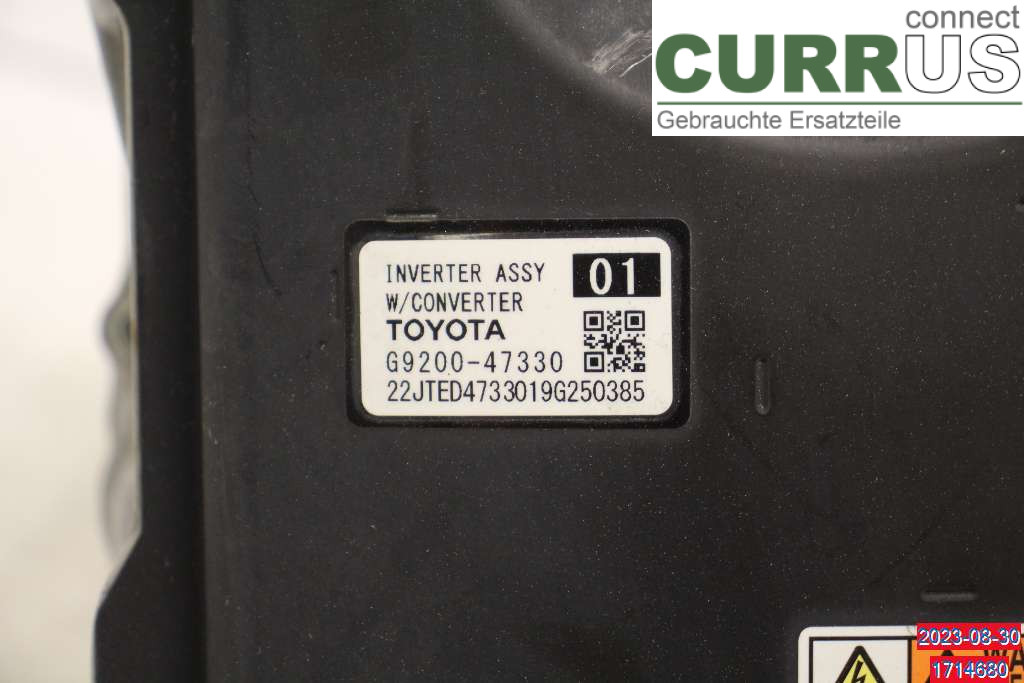 connect
CURRUS
Gebrauchte Ersatzteile
INVERTER ASSY 01
W/CONVERTER
TOYOTA
G9200-47330
22JTED4733019G250385
2023-08-30
1714680